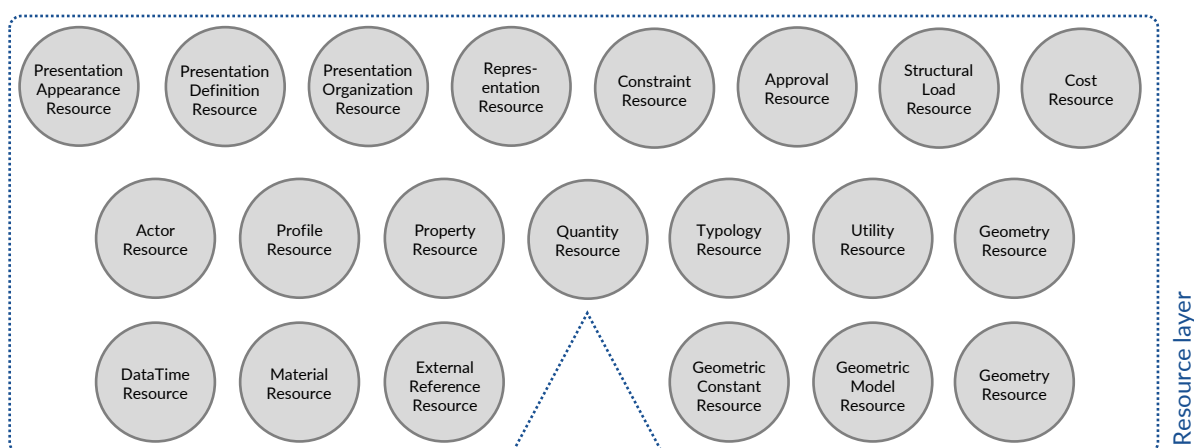 Presentation
Appearance
Resource
Presentation
Definition
Resource
Presentation
Organization
Resource
Repres-
entation
Resource
Constraint
Resource
Approval
Resource
Structural
Load
Resource
Cost
Resource
Actor
Resource
Profile
Resource
Property
Resource
Quantity
Resource
Typology
Resource
Utility
Resource
Geometry
Resource
DataTime
Resource
Material
Resource
External
Reference
Resource
Geometric
Constant
Resource
Geometric
Model
Resource
Geometry
Resource
Resource layer